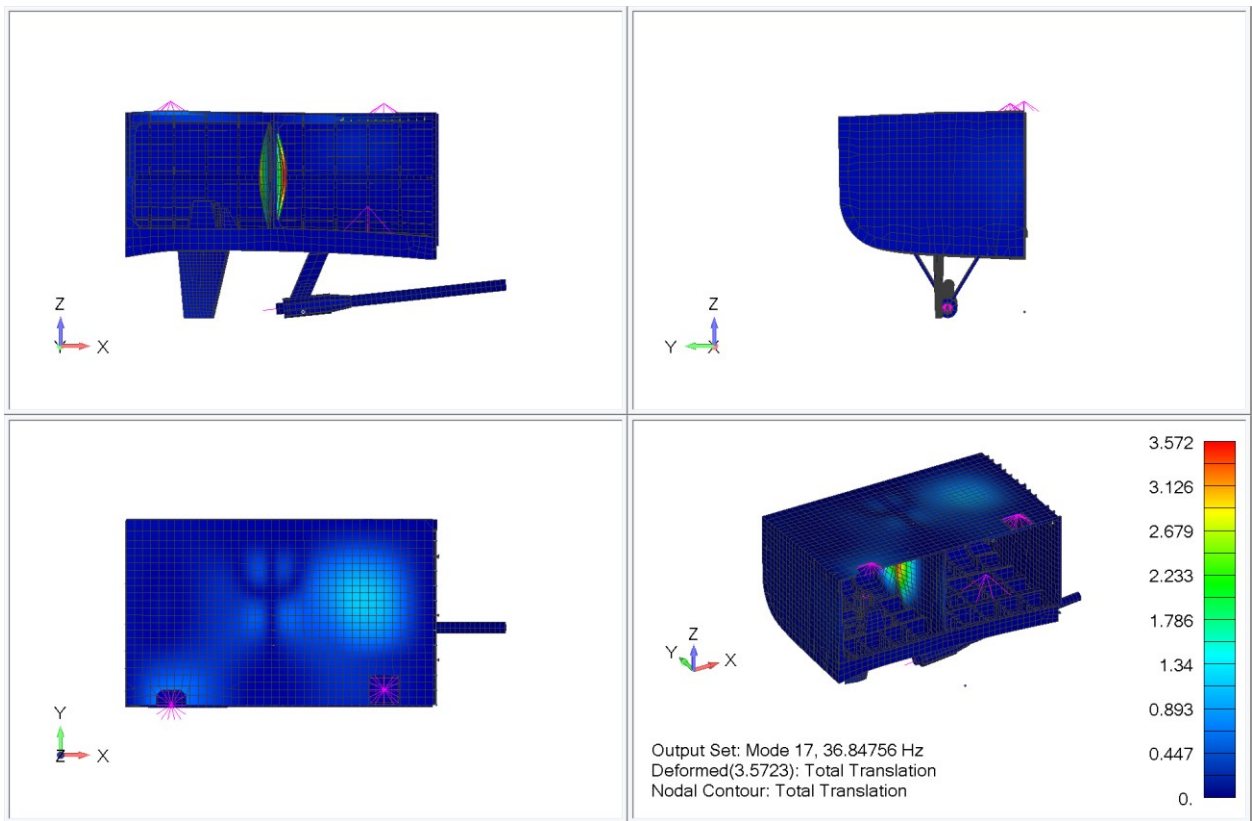 Z
Y
X
Z
Y
X
Y
Z
X
3.572
3.126
2.679
2.233
1.786
1.34
0.893
0.447
0.
Z
Y
X
Output Set: Mode 17, 36.84756 Hz
Deformed(3.5723): Total Translation
Nodal Contour: Total Translation